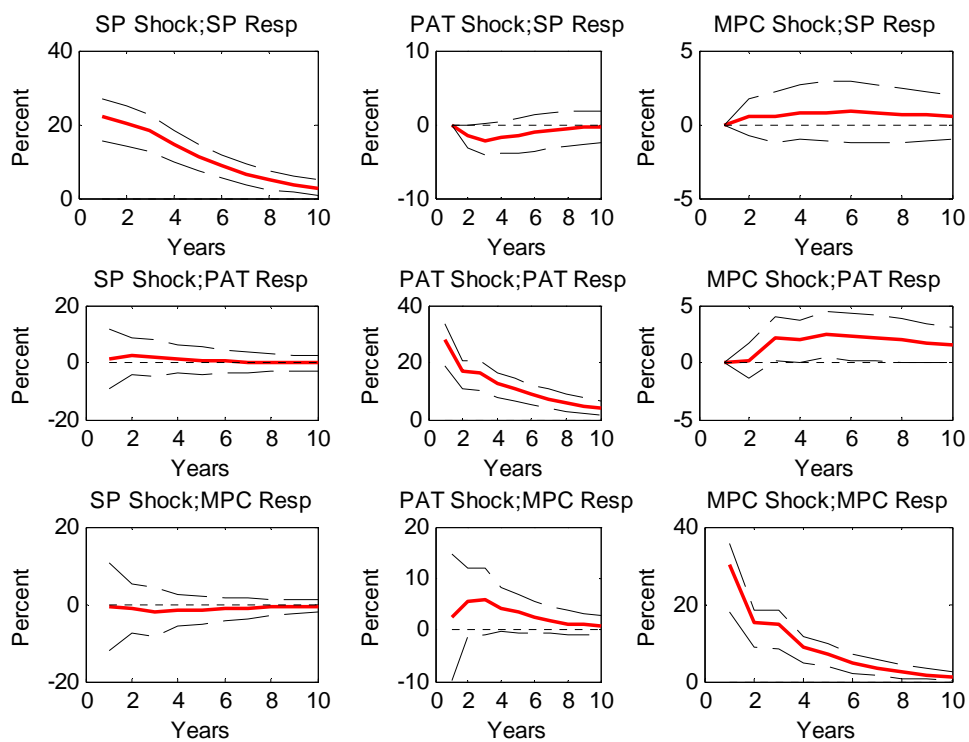 SP Shock;SP Resp
PAT Shock;SP Resp
MPC Shock;SP Resp
40
20
0
Percent
0 2 4 6 8 10
Years
10
0
-10
Percent
0 2 4 6 8 10
Years
5
0
-5
Percent
0 2 4 6 8 10
Years
SP Shock;PAT Resp
PAT Shock;PAT Resp
MPC Shock;PAT Resp
20
0
-20
Percent
0 2 4 6 8 10
Years
40
20
0
Percent
0 2 4 6 8 10
Years
5
0
-5
Percent
0 2 4 6 8 10
Years
SP Shock;MPC Resp
PAT Shock;MPC Resp
MPC Shock;MPC Resp
20
0
-20
Percent
0 2 4 6 8 10
Years
20
10
0
-10
Percent
0 2 4 6 8 10
Years
40
20
0
Percent
0 2 4 6 8 10
Years